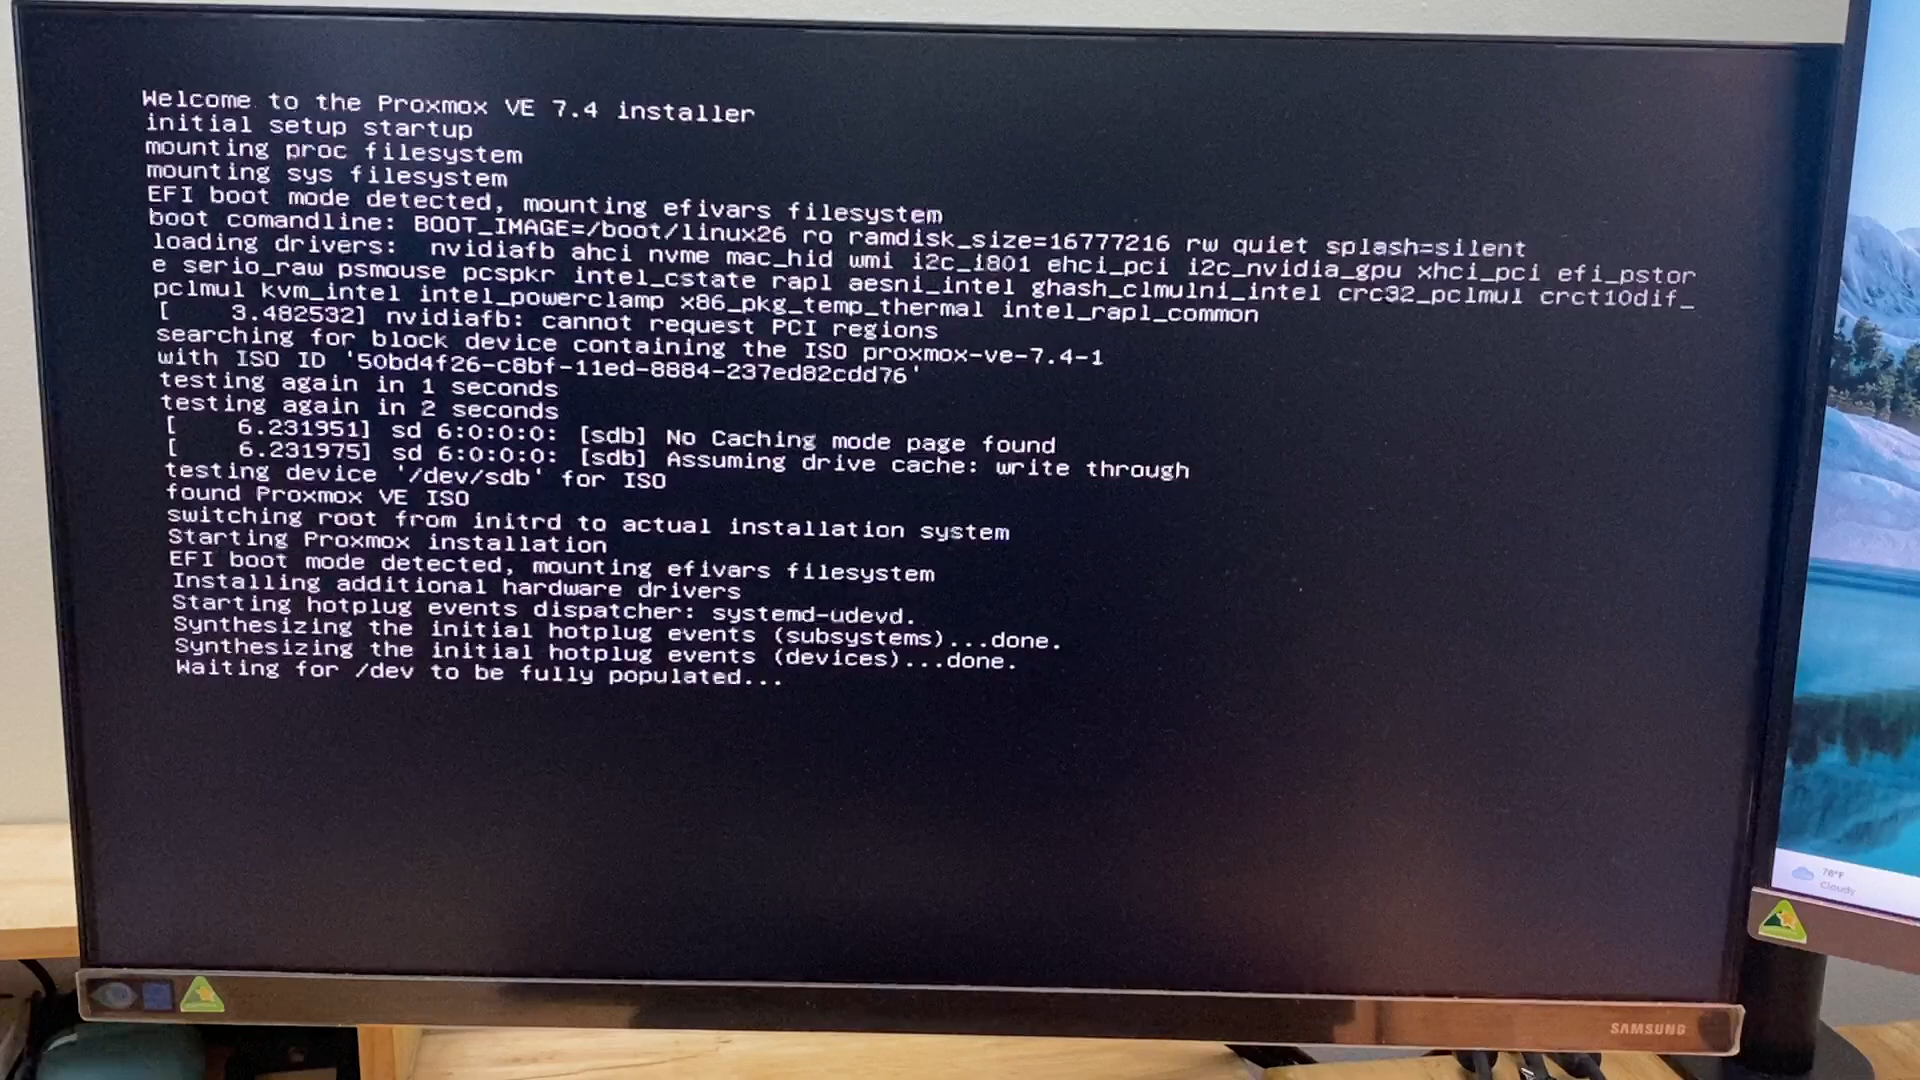 Welcome to the Proxmox VE 7.4 installer
initial setup startup
mounting proc filesystem
mounting sys filesystem
EFI boot mode detected, mounting efivars filesystem
boot comandline: BOOT_IMAGE=/boot/linux26 ro ramdisk_size=16777216 rw quiet splash=silent
loading drivers:  nvidiafb ahci nvme mac_hid wmi i2c_i801 ehci_pci i2c_nvidia_gpu xhci_pci efi_pstor
e serio_raw psmouse pcspkr intel_cstate rapl aesni_intel ghash_clmulni_intel crc32_pclmul crct10dif_
pclmul kvm_intel intel_powerclamp x86_pkg_temp_thermal intel_rapl_common
[    3.482532] nvidiafb: cannot request PCI regions
searching for block device containing the ISO proxmox-ve-7.4-1
with ISO ID '50bd4f26-c8bf-11ed-8884-237ed82cdd76'
testing again in 1 seconds
testing again in 2 seconds
[    6.231951] sd 6:0:0:0: [sdb] No Caching mode page found
[    6.231975] sd 6:0:0:0: [sdb] Assuming drive cache: write through
testing device '/dev/sdb' for ISO
found Proxmox VE ISO
switching root from initrd to actual installation system
Starting Proxmox installation
EFI boot mode detected, mounting efivars filesystem
Installing additional hardware drivers
Starting hotplug events dispatcher: systemd-udevd.
Synthesizing the initial hotplug events (subsystems)...done.
Synthesizing the initial hotplug events (devices)...done.
Waiting for /dev to be fully populated...
78°F
Cloudy
SAMSUNG